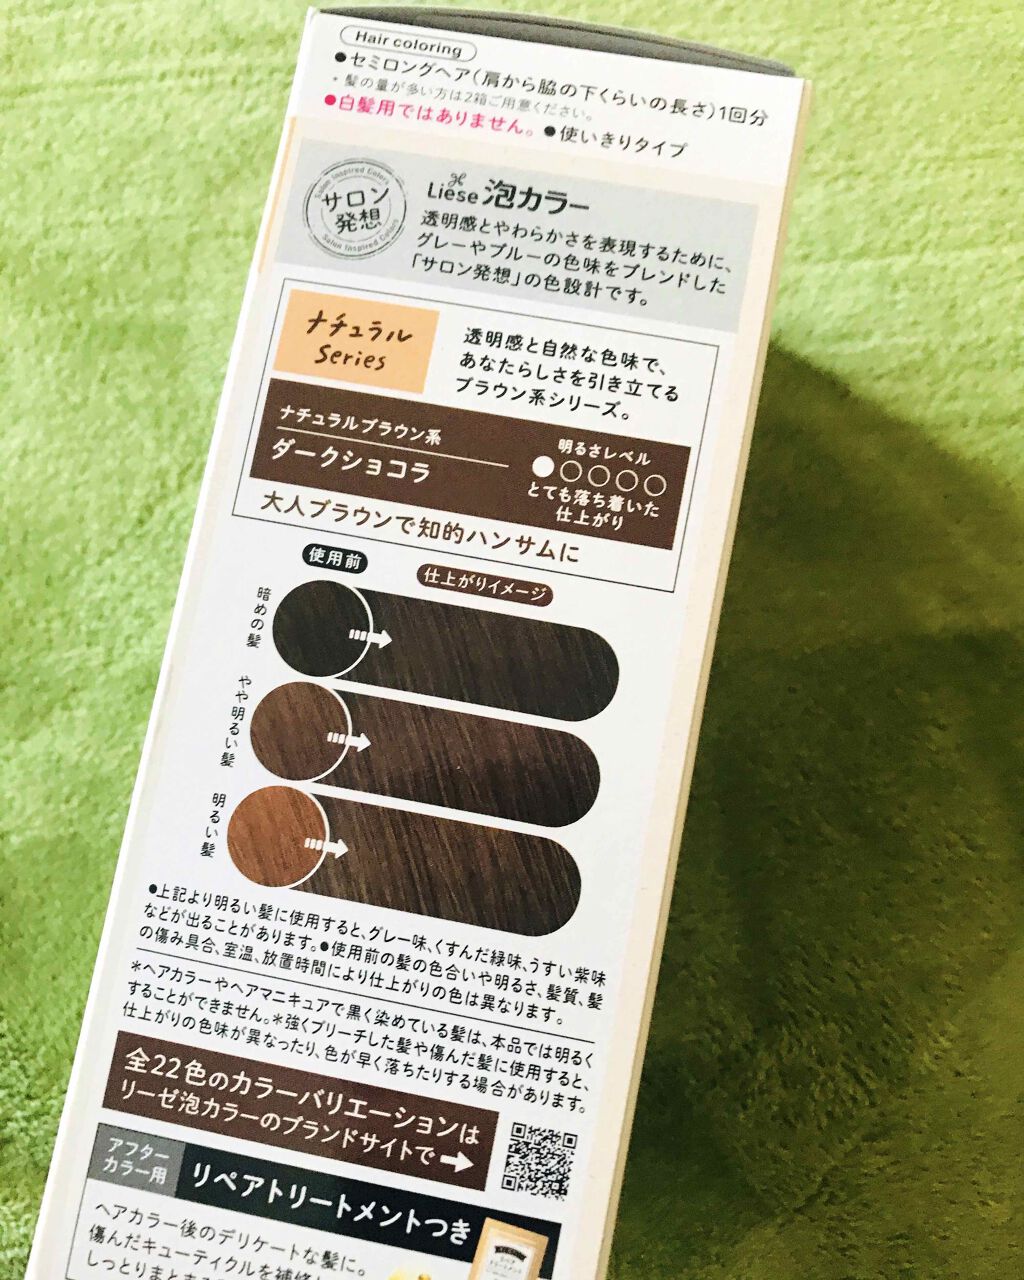 Hair coloring
●セミロングヘア(肩から脇の下くらいの長さ)1回分
* 髪の量が多い方は2箱ご用意ください。
●白髪用ではありません。 ●使いきりタイプ
Salon Inspired Colors
サロン
発想
Salon Inspired Colors
Liese 泡カラー
透明感とやわらかさを表現するために、
グレーやブルーの色味をブレンドした
「サロン発想」の色設計です。
ナチュラル
Series
透明感と自然な色味で、
あなたらしさを引き立てる
ブラウン系シリーズ。
ナチュラルブラウン系
ダークショコラ
明るさレベル
とても落ち着いた
仕上がり
大人ブラウンで知的ハンサムに
使用前
仕上がりイメージ
暗めの髪
やや明るい髪
明るい髪
●上記より明るい髪に使用すると、グレー味、くすんだ緑味、うすい紫味
などが出ることがあります。●使用前の髪の色合いや明るさ、髪質、髪
の傷み具合、室温、放置時間により仕上がりの色は異なります。
*ヘアカラーやヘアマニキュアで黒く染めている髪は、本品では明るく
することができません。*強くブリーチした髪や傷んだ髪に使用すると、
仕上がりの色味が異なったり、色が早く落ちたりする場合があります。
全22色のカラーバリエーションは
リーゼ泡カラーのブランドサイトで
アフター
カラー用
リペアトリートメントつき
ヘアカラー後のデリケートな髪に。
傷んだキューティクルを補修し
しっとりまとまる